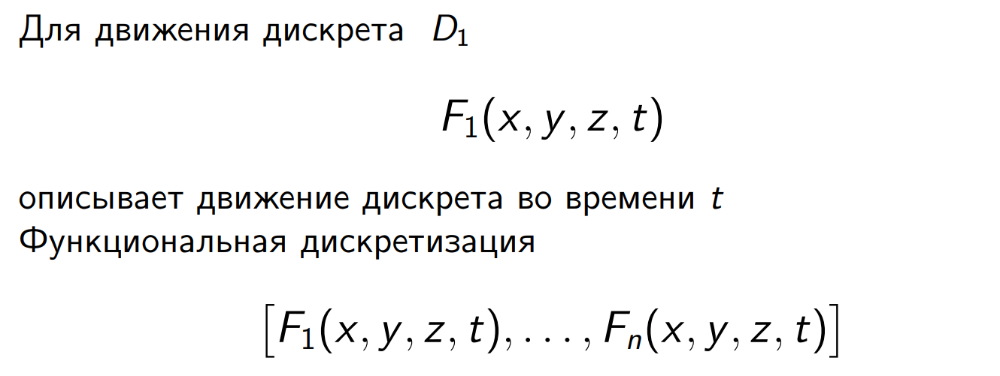 Для движения дискрета D₁
F₁(x, y, z, t)
описывает движение дискрета во времени t
Функциональная дискретизация
[F₁(x, y, z, t), . . . , Fₙ(x, y, z, t)]